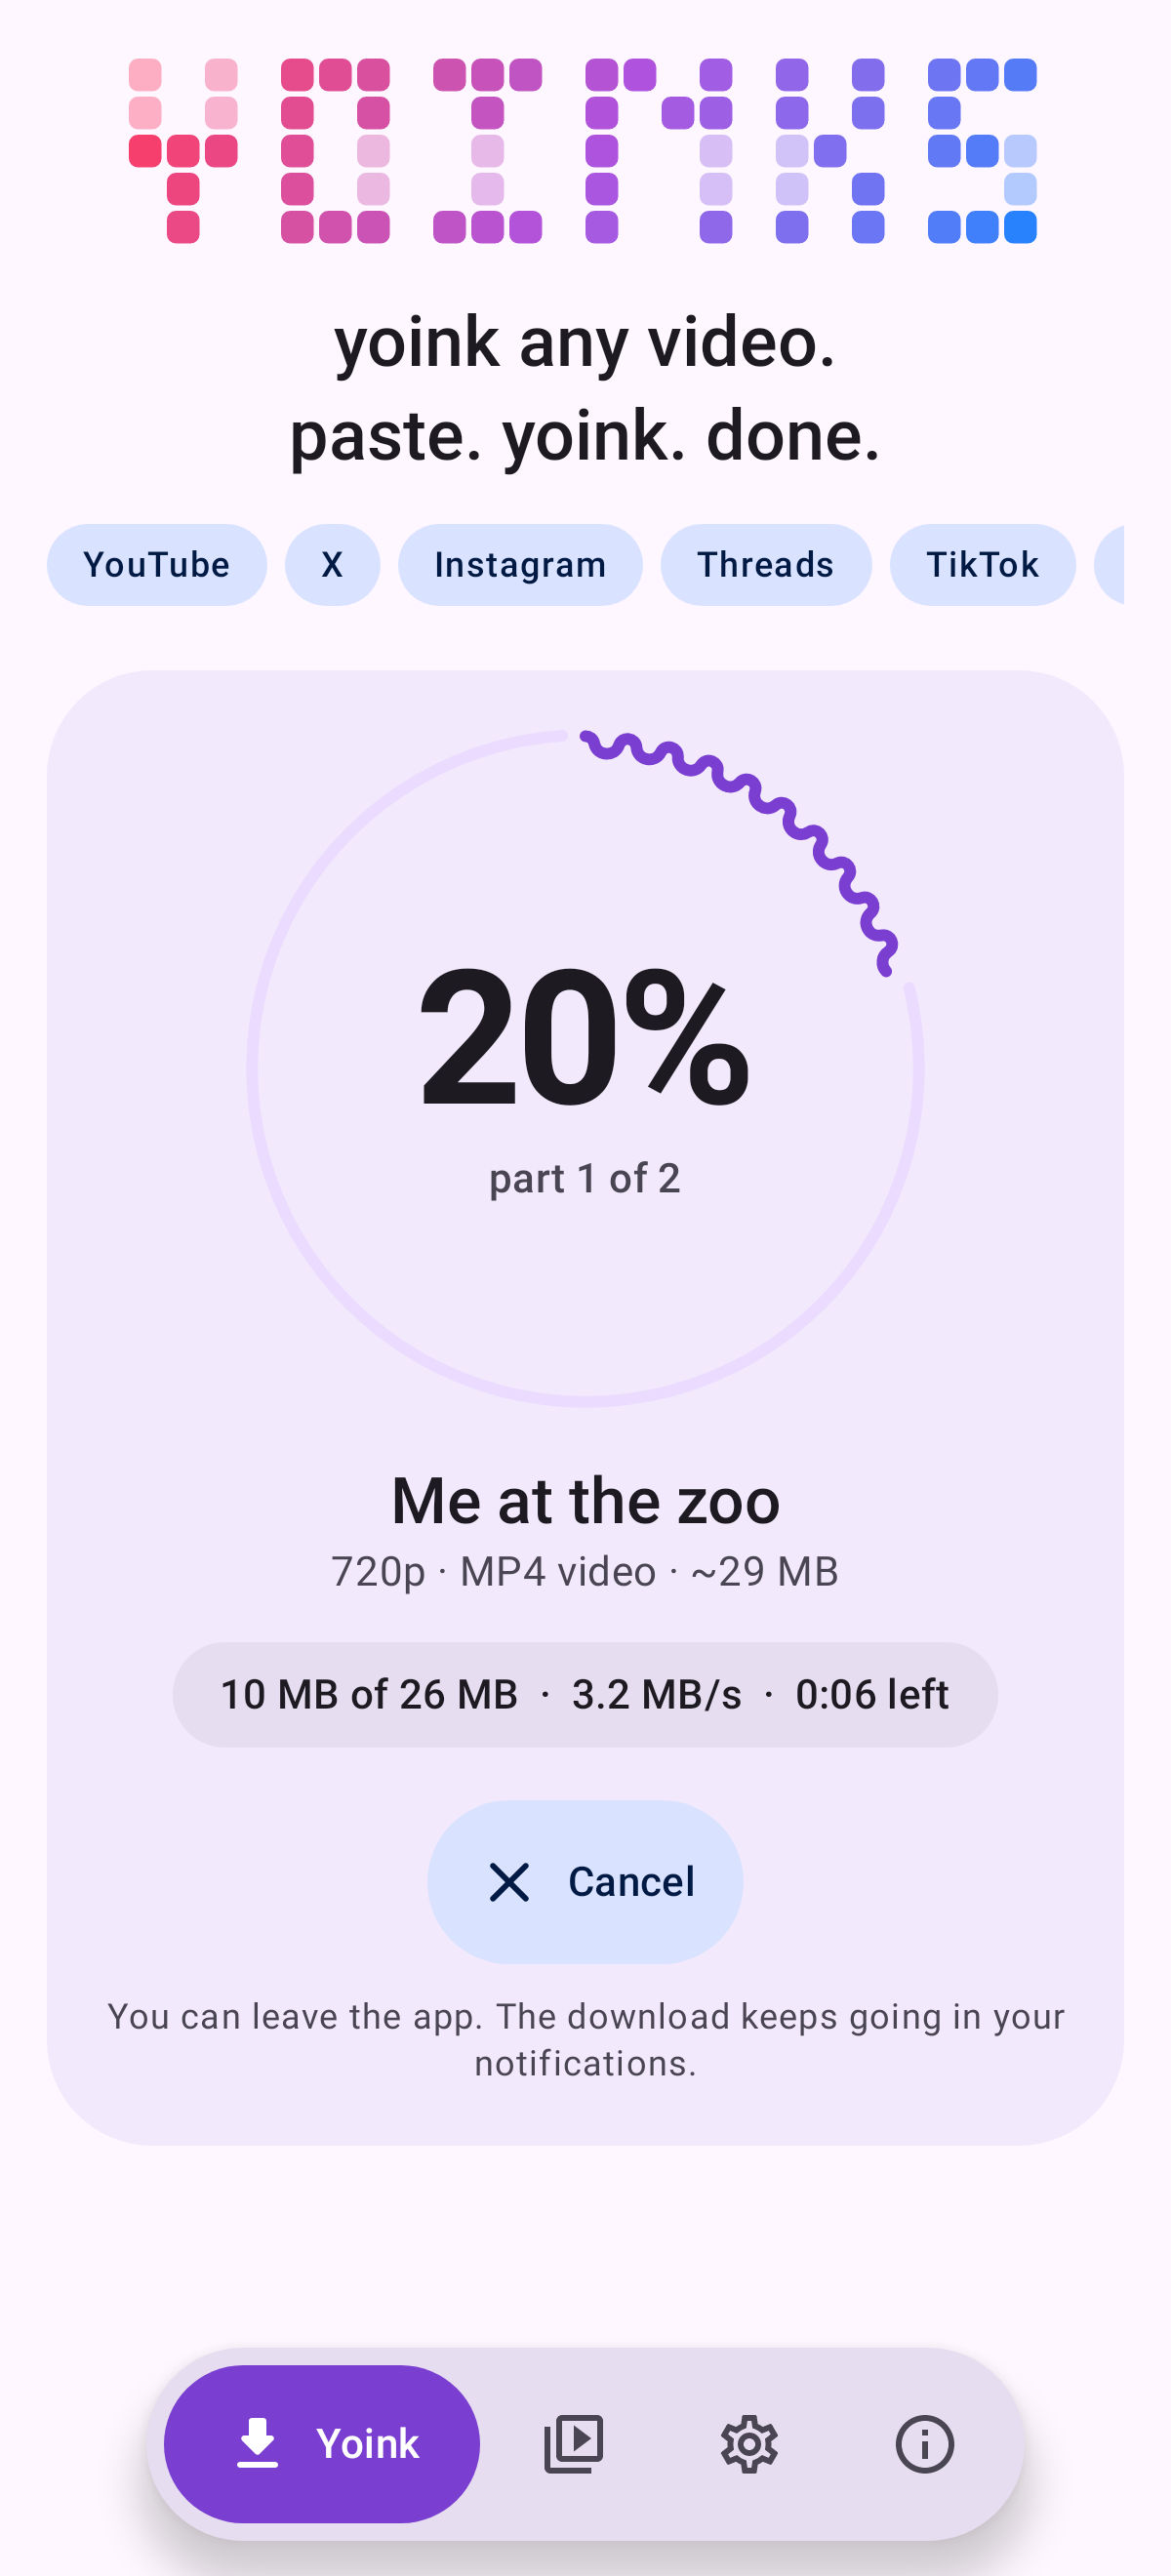 YOINKS
yoink any video.
paste. yoink. done.
YouTube X Instagram Threads TikTok
20%
part 1 of 2
Me at the zoo
720p · MP4 video · ~29 MB
10 MB of 26 MB · 3.2 MB/s · 0:06 left
Cancel
You can leave the app. The download keeps going in your
notifications.
Yoink